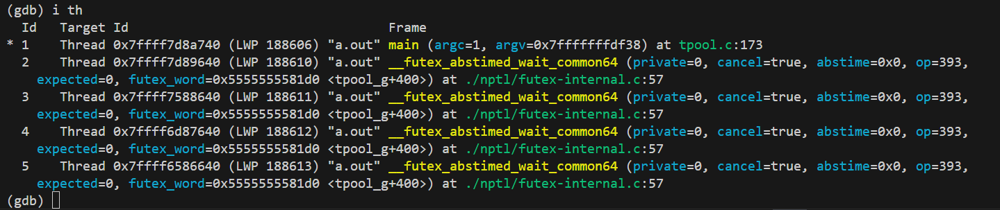 (gdb) i th
  Id   Target Id                                   Frame
* 1    Thread 0x7ffff7d8a740 (LWP 188606) "a.out" main (argc=1, argv=0x7fffffffdf38) at tpool.c:173
  2    Thread 0x7ffff7d89640 (LWP 188610) "a.out" __futex_abstimed_wait_common64 (private=0, cancel=true, abstime=0x0, op=393,
    expected=0, futex_word=0x5555555581d0 <tpool_g+400>) at ./nptl/futex-internal.c:57
  3    Thread 0x7ffff7588640 (LWP 188611) "a.out" __futex_abstimed_wait_common64 (private=0, cancel=true, abstime=0x0, op=393,
    expected=0, futex_word=0x5555555581d0 <tpool_g+400>) at ./nptl/futex-internal.c:57
  4    Thread 0x7ffff6d87640 (LWP 188612) "a.out" __futex_abstimed_wait_common64 (private=0, cancel=true, abstime=0x0, op=393,
    expected=0, futex_word=0x5555555581d0 <tpool_g+400>) at ./nptl/futex-internal.c:57
  5    Thread 0x7ffff6586640 (LWP 188613) "a.out" __futex_abstimed_wait_common64 (private=0, cancel=true, abstime=0x0, op=393,
    expected=0, futex_word=0x5555555581d0 <tpool_g+400>) at ./nptl/futex-internal.c:57
(gdb)